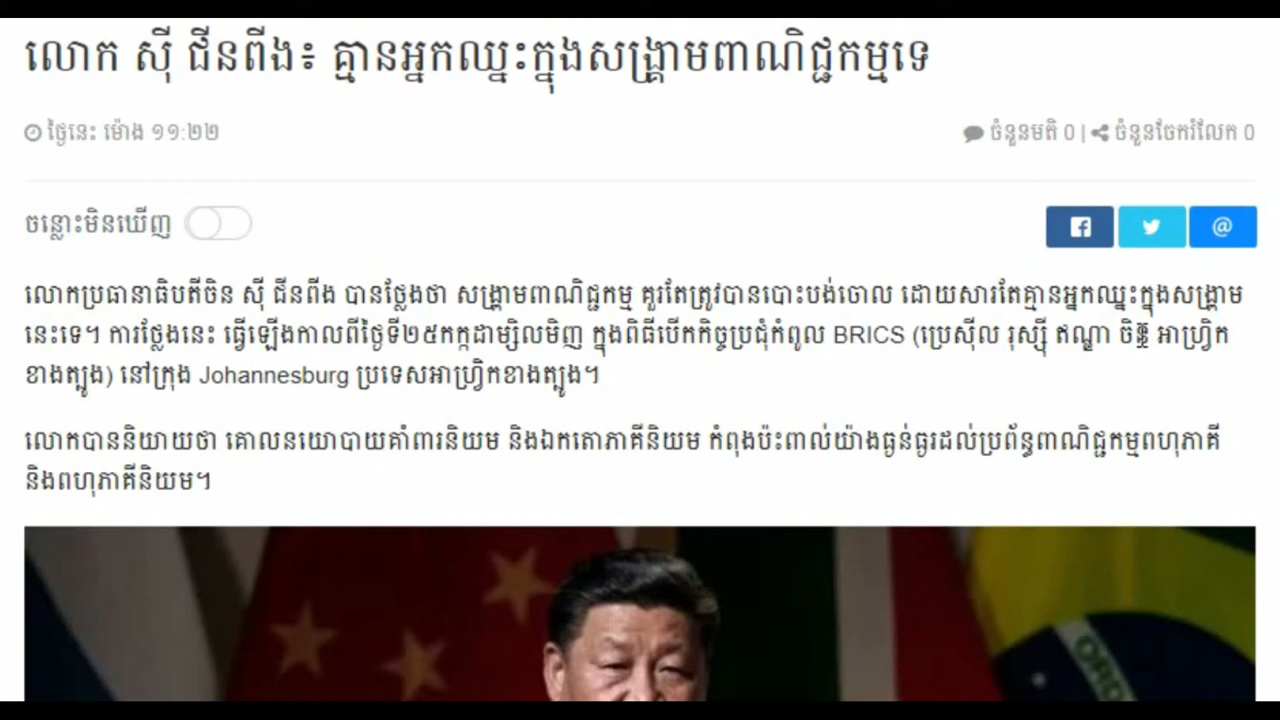 លោក ស៊ី ជីនពីង៖ គ្មានអ្នកឈ្នះក្នុងសង្គ្រាមពាណិជ្ជកម្មទេ
ថ្ងៃនេះ ម៉ោង ១១:២២
ចំនួនមតិ 0 | ចំនួនចែករំលែក 0
ចន្លោះមិនឃើញ
លោកប្រធានាធិបតីចិន ស៊ី ជីនពីង បានថ្លែងថា សង្គ្រាមពាណិជ្ជកម្ម គួរតែត្រូវបានបោះបង់ចោល ដោយសារតែគ្មានអ្នកឈ្នះក្នុងសង្គ្រាម
នេះទេ។ ការថ្លែងនេះ ធ្វើឡើងកាលពីថ្ងៃទី២៥កក្កដាម្សិលមិញ ក្នុងពិធីបើកកិច្ចប្រជុំកំពូល BRICS (ប្រេស៊ីល រុស្ស៊ី ឥណ្ឌា ចិន អាហ្វ្រិក
ខាងត្បូង) នៅក្រុង Johannesburg ប្រទេសអាហ្វ្រិកខាងត្បូង។
លោកបាននិយាយថា គោលនយោបាយគាំពារនិយម និងឯកតោភាគីនិយម កំពុងប៉ះពាល់យ៉ាងធ្ងន់ធ្ងរដល់ប្រព័ន្ធពាណិជ្ជកម្មពហុភាគី
និងពហុភាគីនិយម។
ORD